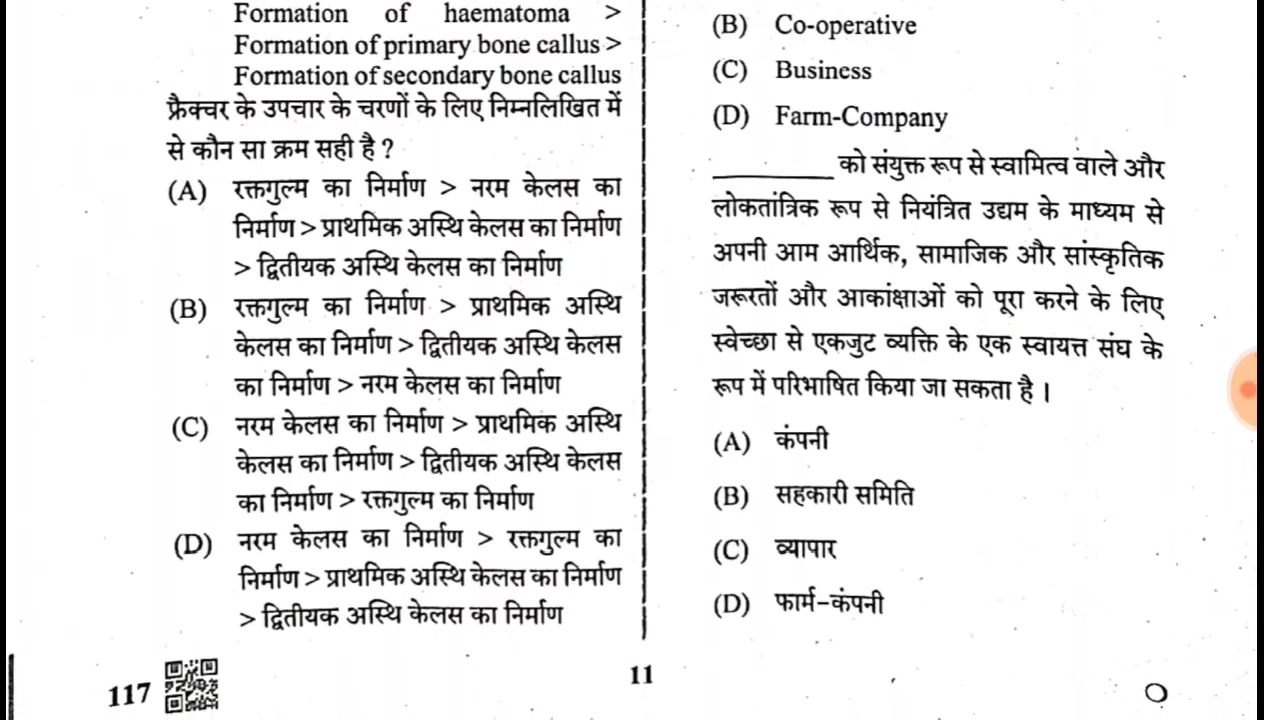 Formation of haematoma >
Formation of primary bone callus >
Formation of secondary bone callus
फ्रैक्चर के उपचार के चरणों के लिए निम्नलिखित में
से कौन सा क्रम सही है ?
(A) रक्तगुल्म का निर्माण > नरम केलस का
निर्माण > प्राथमिक अस्थि केलस का निर्माण
> द्वितीयक अस्थि केलस का निर्माण
(B) रक्तगुल्म का निर्माण > प्राथमिक अस्थि
केलस का निर्माण > द्वितीयक अस्थि केलस
का निर्माण > नरम केलस का निर्माण
(C) नरम केलस का निर्माण > प्राथमिक अस्थि
केलस का निर्माण > द्वितीयक अस्थि केलस
का निर्माण > रक्तगुल्म का निर्माण
(D) नरम केलस का निर्माण > रक्तगुल्म का
निर्माण > प्राथमिक अस्थि केलस का निर्माण
> द्वितीयक अस्थि केलस का निर्माण
(B) Co-operative
(C) Business
(D) Farm-Company
________ को संयुक्त रूप से स्वामित्व वाले और
लोकतांत्रिक रूप से नियंत्रित उद्यम के माध्यम से
अपनी आम आर्थिक, सामाजिक और सांस्कृतिक
जरूरतों और आकांक्षाओं को पूरा करने के लिए
स्वेच्छा से एकजुट व्यक्ति के एक स्वायत्त संघ के
रूप में परिभाषित किया जा सकता है ।
(A) कंपनी
(B) सहकारी समिति
(C) व्यापार
(D) फार्म-कंपनी
117
11